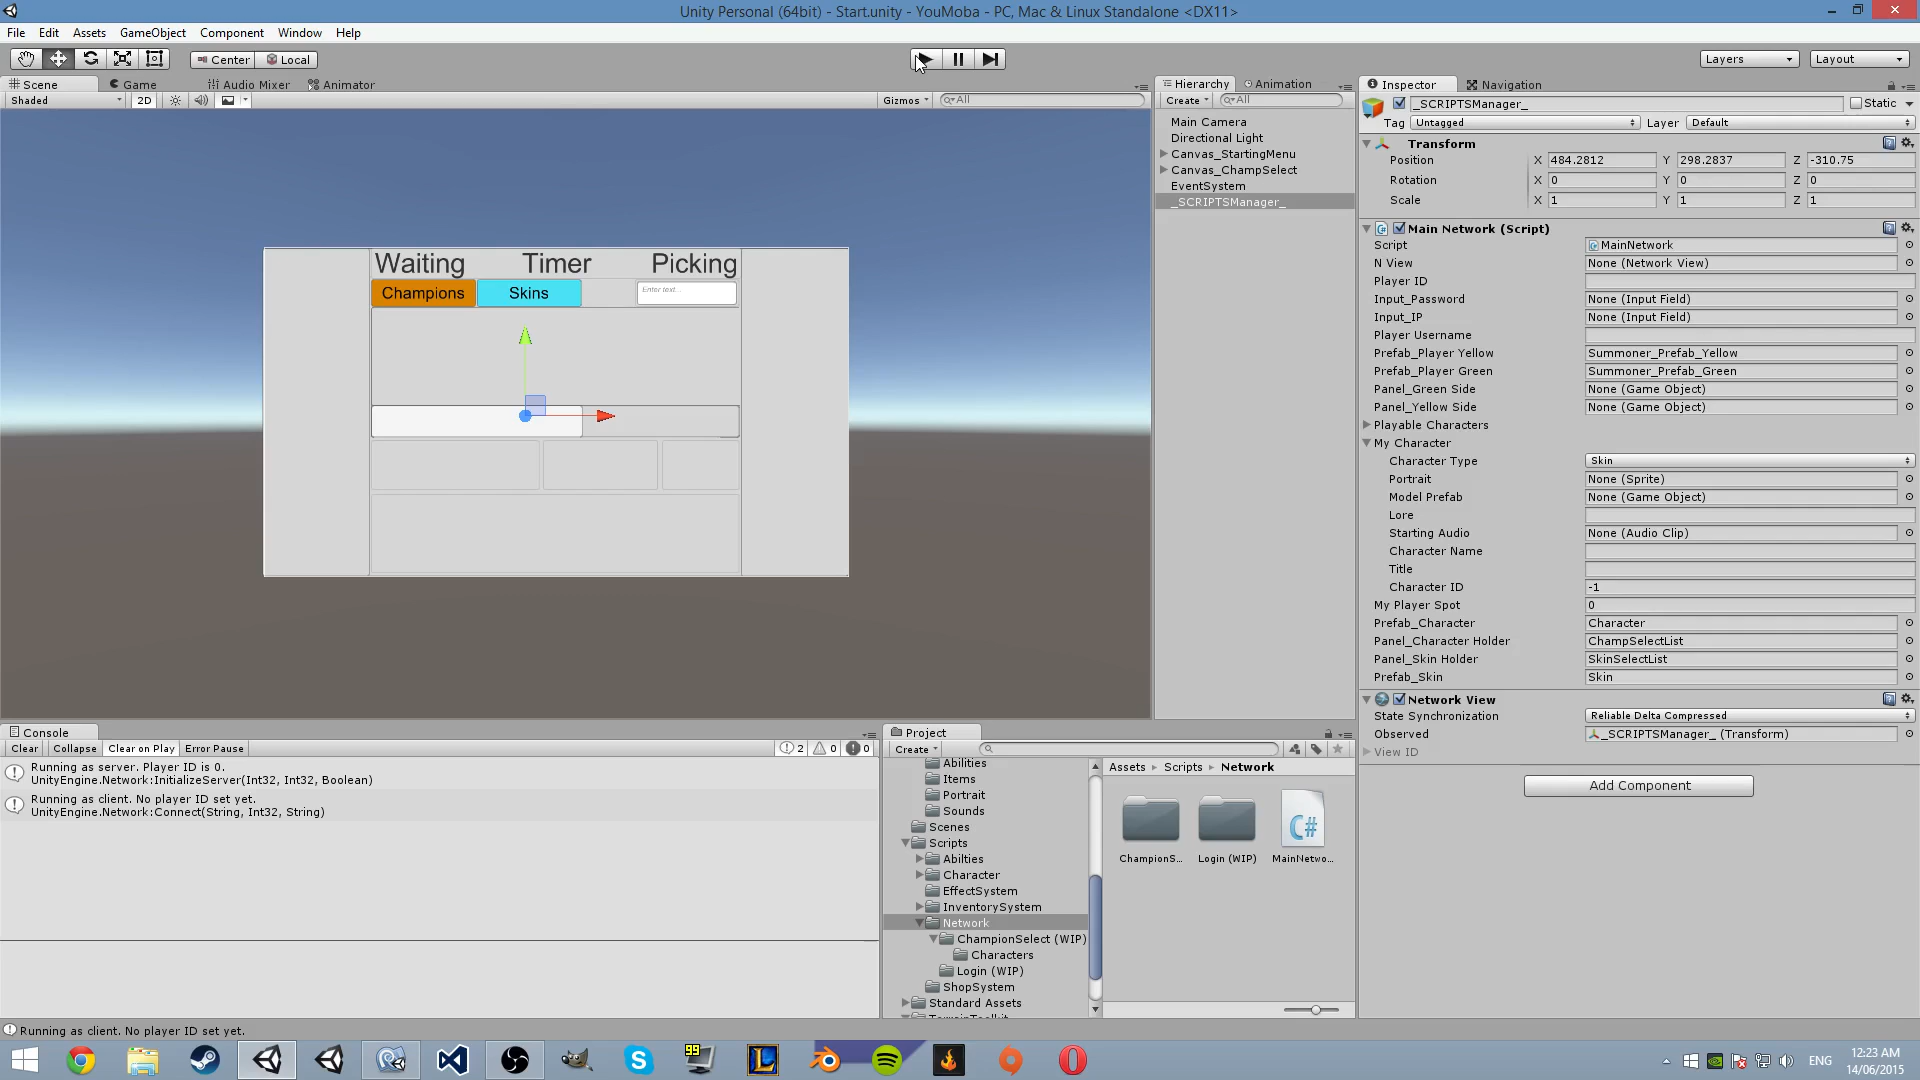 Unity Personal (64bit) - Start.unity - YouMoba - PC, Mac & Linux Standalone <DX11>
File Edit Assets GameObject Component Window Help
Center Local
Layers Layout
Scene Game Audio Mixer Animator
Shaded 2D Gizmos All
Waiting Timer Picking
Champions Skins Enter text...
Hierarchy Animation
Create All
Main Camera
Directional Light
Canvas_StartingMenu
Canvas_ChampSelect
EventSystem
_SCRIPTSManager_
Inspector Navigation
_SCRIPTSManager_ Static
Tag Untagged Layer Default
Transform
Position X 484.2812 Y 298.2837 Z -310.75
Rotation X 0 Y 0 Z 0
Scale X 1 Y 1 Z 1
Main Network (Script)
Script MainNetwork
N View None (Network View)
Player ID
Input_Password None (Input Field)
Input_IP None (Input Field)
Player Username
Prefab_Player Yellow Summoner_Prefab_Yellow
Prefab_Player Green Summoner_Prefab_Green
Panel_Green Side None (Game Object)
Panel_Yellow Side None (Game Object)
Playable Characters
My Character
Character Type Skin
Portrait None (Sprite)
Model Prefab None (Game Object)
Lore
Starting Audio None (Audio Clip)
Character Name
Title
Character ID -1
My Player Spot 0
Prefab_Character Character
Panel_Character Holder ChampSelectList
Panel_Skin Holder SkinSelectList
Prefab_Skin Skin
Network View
State Synchronization Reliable Delta Compressed
Observed _SCRIPTSManager_ (Transform)
View ID
Add Component
Console
Clear Collapse Clear on Play Error Pause 2 0 0
Running as server. Player ID is 0.
UnityEngine.Network:InitializeServer(Int32, Int32, Boolean)
Running as client. No player ID set yet.
UnityEngine.Network:Connect(String, Int32, String)
Project
Create
Abilities
Items
Portrait
Sounds
Scenes
Scripts
Abilties
Character
EffectSystem
InventorySystem
Network
ChampionSelect (WIP)
Characters
Login (WIP)
ShopSystem
Standard Assets
TerrainToolkit
Assets Scripts Network
C#
ChampionS... Login (WIP) MainNetwo...
Running as client. No player ID set yet.
99
L
ENG
12:23 AM
14/06/2015